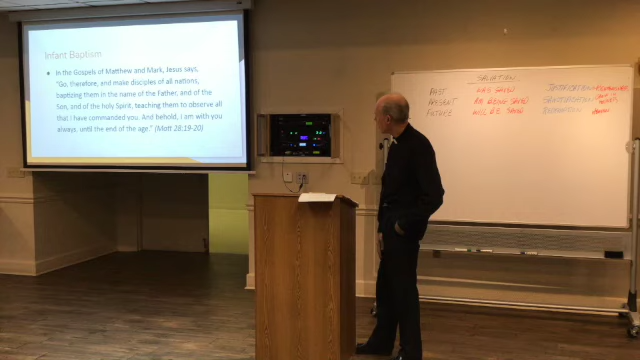 Infant Baptism
• In the Gospels of Matthew and Mark, Jesus says,
"Go, therefore, and make disciples of all nations,
baptizing them in the name of the Father, and of the
Son, and of the holy Spirit, teaching them to observe all
that I have commanded you. And behold, I am with you
always, until the end of the age." (Matt 28:19-20)
SALVATION
PAST WAS SAVED JUSTIFICATION
PRESENT AM BEING SAVED SANCTIFICATION
FUTURE WILL BE SAVED